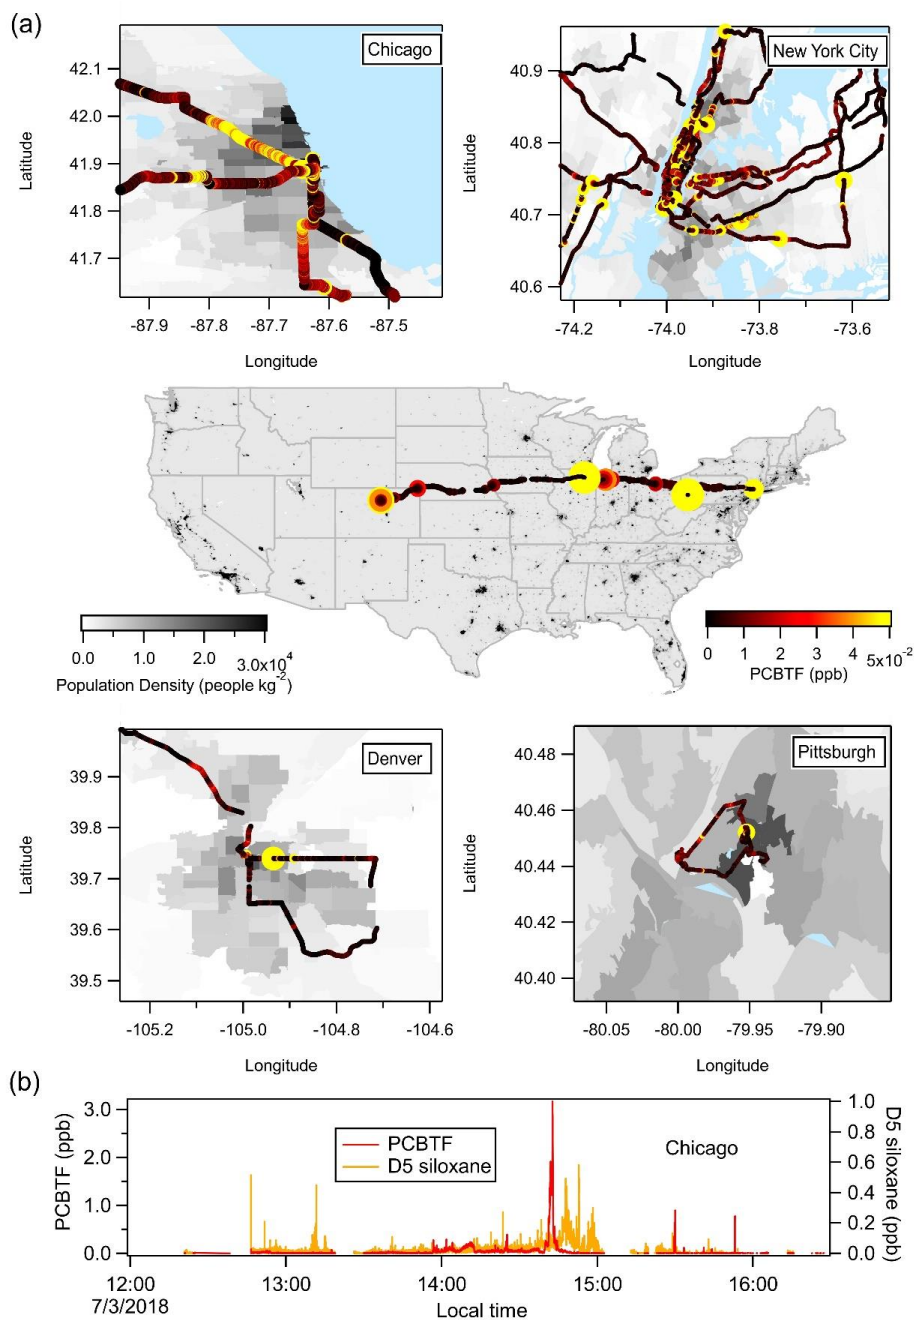 (a)
Chicago
New York City
42.1
42.0
41.9
41.8
41.7
Latitude
-87.9 -87.8 -87.7 -87.6 -87.5
Longitude
40.9
40.8
40.7
40.6
Latitude
-74.2 -74.0 -73.8 -73.6
Longitude
0.0 1.0 2.0 3.0x10^4
Population Density (people kg^-2)
0 1 2 3 4 5x10^-2
PCBTF (ppb)
Denver
Pittsburgh
39.9
39.8
39.7
39.6
39.5
Latitude
-105.2 -105.0 -104.8 -104.6
Longitude
40.48
40.46
40.44
40.42
40.40
Latitude
-80.05 -80.00 -79.95 -79.90
Longitude
(b)
3.0
2.0
1.0
0.0
PCBTF (ppb)
PCBTF
D5 siloxane
Chicago
1.0
0.8
0.6
0.4
0.2
0.0
D5 siloxane (ppb)
12:00 13:00 14:00 15:00 16:00
7/3/2018
Local time